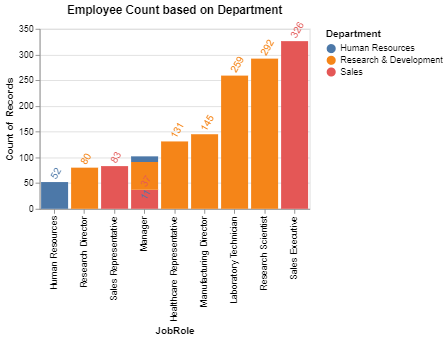 Employee Count based on Department
350
300
250
200
150
100
50
0
Count of Records
52
80
83
37
131
145
259
292
326
Human Resources
Research Director
Sales Representative
Manager
Healthcare Representative
Manufacturing Director
Laboratory Technician
Research Scientist
Sales Executive
JobRole
Department
Human Resources
Research & Development
Sales